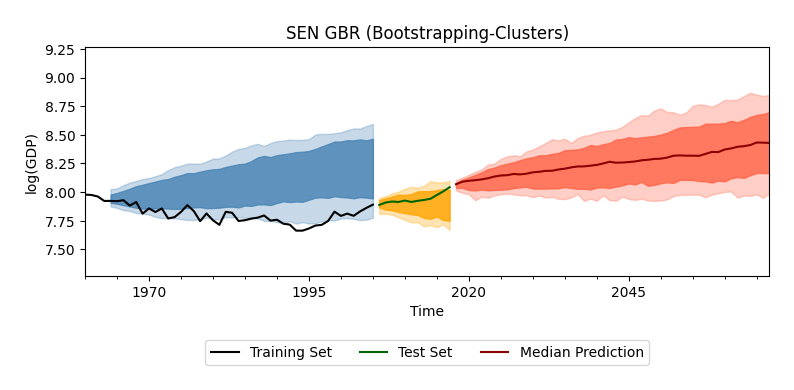 SEN GBR (Bootstrapping-Clusters)
9.25
9.00
8.75
8.50
8.25
8.00
7.75
7.50
log(GDP)
1970 1995 2020 2045
Time
Training Set Test Set Median Prediction